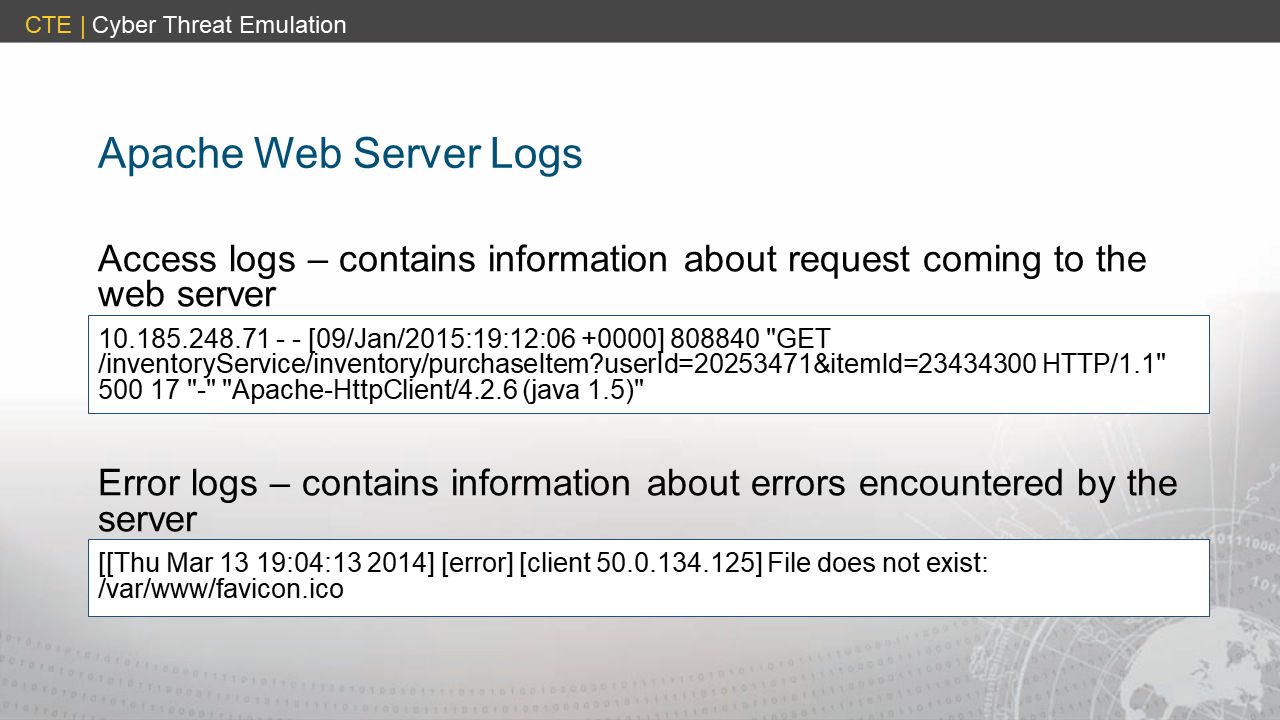 CTE | Cyber Threat Emulation
Apache Web Server Logs
Access logs – contains information about request coming to the
web server
10.185.248.71 - - [09/Jan/2015:19:12:06 +0000] 808840 "GET
/inventoryService/inventory/purchaseItem?userId=20253471&itemId=23434300 HTTP/1.1"
500 17 "-" "Apache-HttpClient/4.2.6 (java 1.5)"
Error logs – contains information about errors encountered by the
server
[[Thu Mar 13 19:04:13 2014] [error] [client 50.0.134.125] File does not exist:
/var/www/favicon.ico